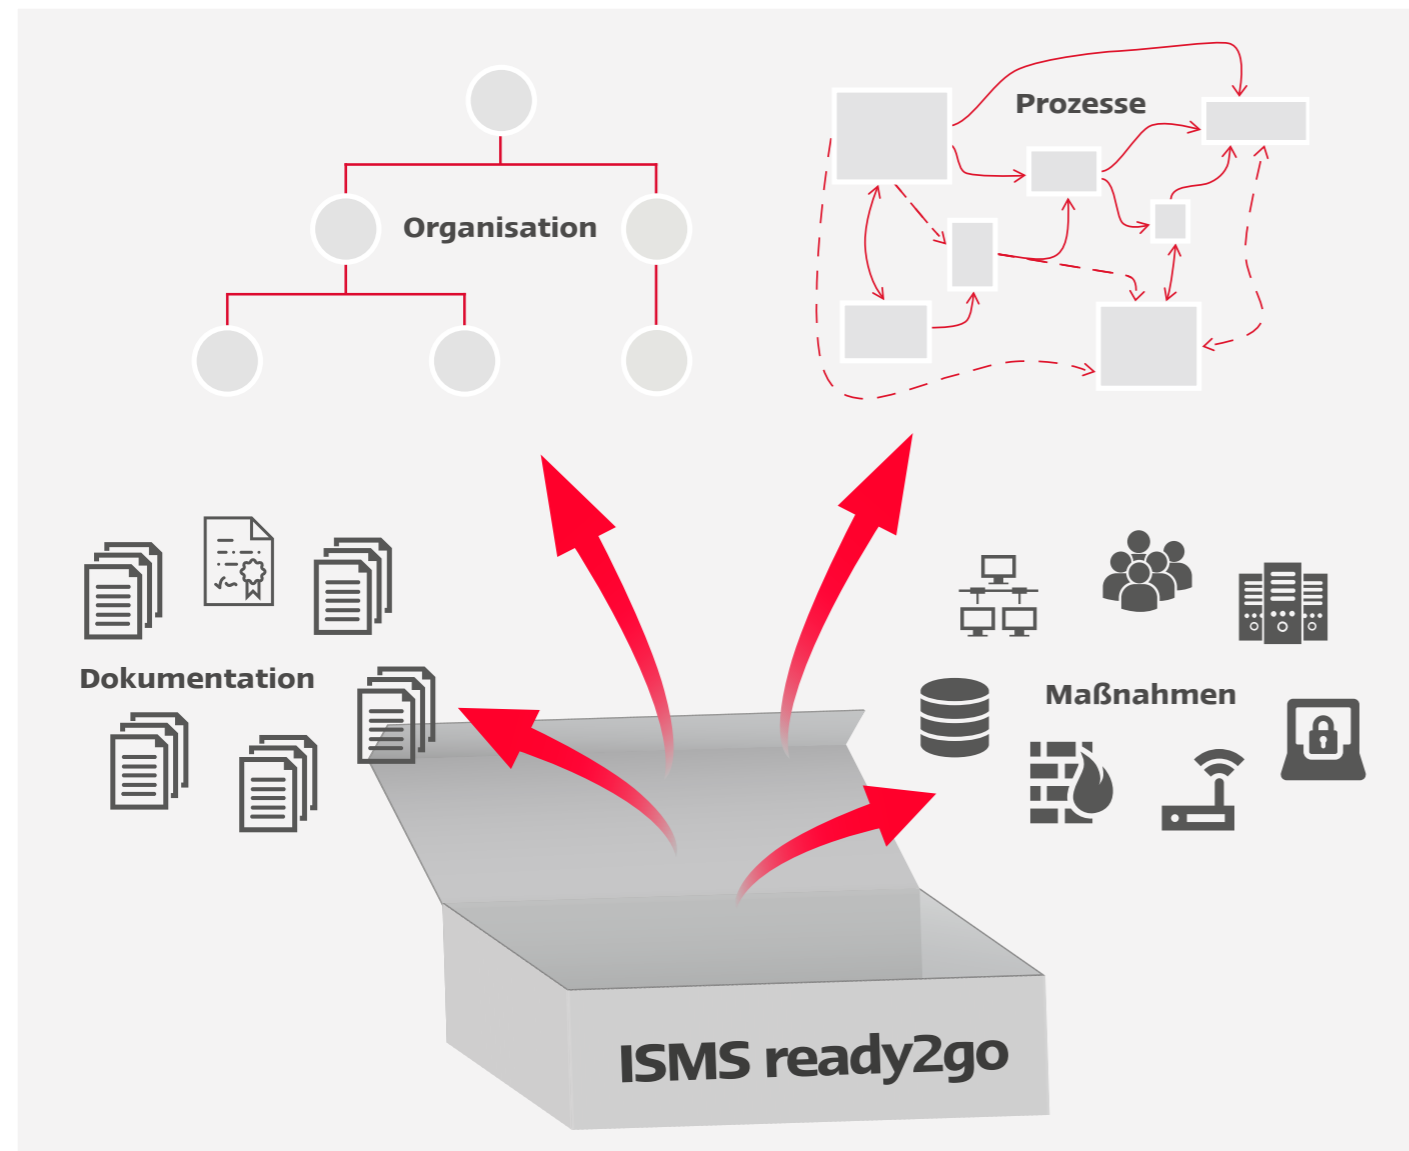 Prozesse
Organisation
Dokumentation
Maßnahmen
ISMS ready2go